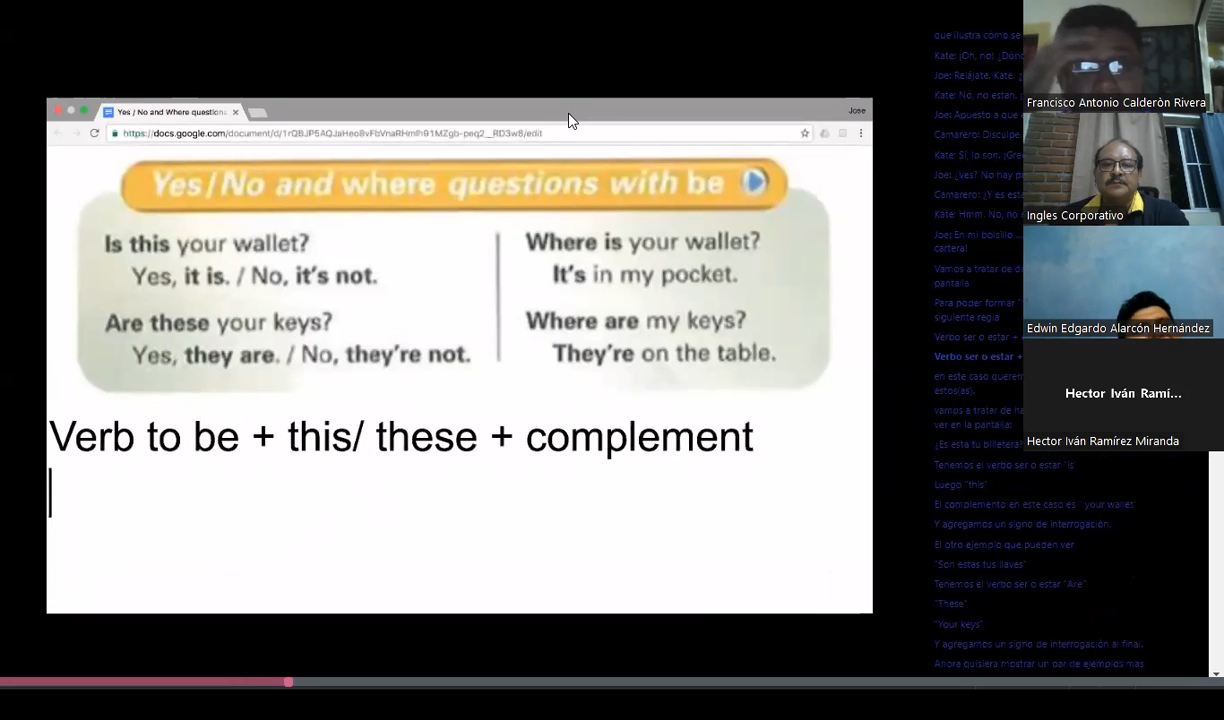 Yes / No and Where question
Jose
https://docs.google.com/document/d/1rQBJP5AQJaHeo8vFbVnaRHmlh91MZgb-peq2__RD3w8/edit
Yes/No and where questions with be
Is this your wallet?
Yes, it is. / No, it's not.
Are these your keys?
Yes, they are. / No, they're not.
Where is your wallet?
It's in my pocket.
Where are my keys?
They're on the table.
Verb to be + this/ these + complement
que ilustra cómo se
Kate: ¡Oh, no! ¿Dónd
Joe: Relájate, Kate. ¿
Kate: No, no están. ¡
Joe: Apuesto a que
Camarero: Disculpe.
Kate: Sí, lo son. ¡Gra
Joe: ¿Ves? No hay pr
Camarero: ¿Y es est
Kate: Hmm. No, no
Joe: En mi bolsillo ...
cartera!
Vamos a tratar de d
pantalla
Para poder formar "
siguiente regla
Verbo ser o estar +
Verbo ser o estar +
en este caso querem
estos(as).
vamos a tratar de ha
ver en la pantalla:
¿Es esta tu billetera?
Tenemos el verbo ser o estar "is
Luego "this"
El complemento en este caso es " your wallet"
Y agregamos un signo de interrogación.
El otro ejemplo que pueden ver
"Son estas tus llaves"
Tenemos el verbo ser o estar "Are"
"These"
"Your keys"
Y agregamos un signo de interrogación al final.
Ahora quisiera mostrar un par de ejemplos mas
Francisco Antonio Calderòn Rivera
Ingles Corporativo
Edwin Edgardo Alarcón Hernández
Hector Iván Ramí...
Hector Iván Ramírez Miranda